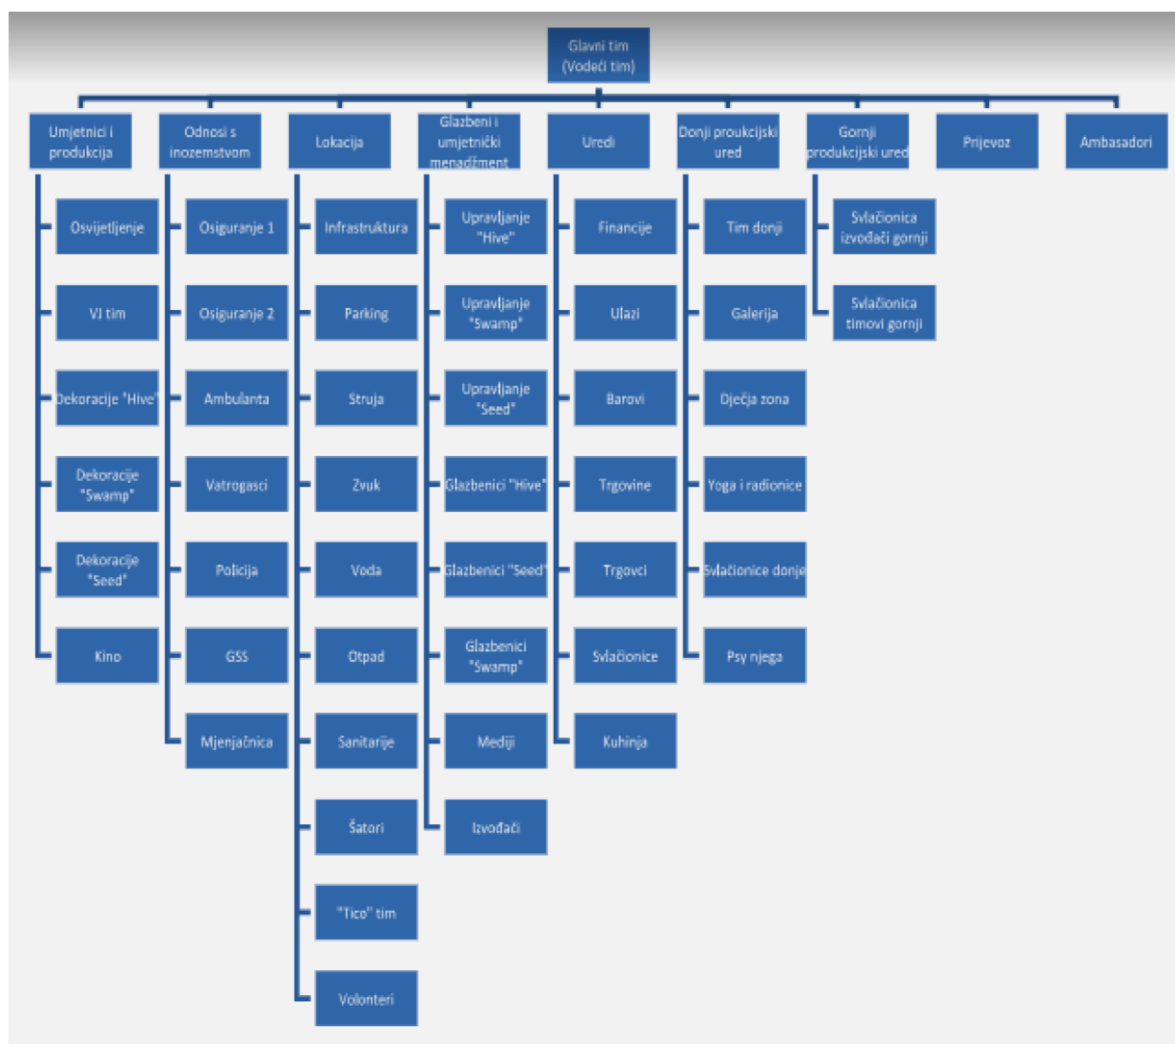 Glavni tim
(Vodeći tim)
Umjetnici i
produkcija
Odnosi s
inozemstvom
Lokacija
Glazbeni i
umjetnički
menadžment
Uredi
Donji proukcijski
ured
Gornji
produkcijski ured
Prijevoz
Ambasadori
Osvijetljenje
VJ tim
Dekoracije "Hive"
Dekoracije
"Swamp"
Dekoracije
"Seed"
Kino
Osiguranje 1
Osiguranje 2
Ambulanta
Vatrogasci
Policija
GSS
Mjenjačnica
Infrastruktura
Parking
Struja
Zvuk
Voda
Otpad
Sanitarije
Šatori
"Tico" tim
Volonteri
Upravljanje
"Hive"
Upravljanje
"Swamp"
Upravljanje
"Seed"
Glazbenici "Hive"
Glazbenici "Seed"
Glazbenici
"Swamp"
Mediji
Izvođači
Financije
Ulazi
Barovi
Trgovine
Trgovci
Svlačionice
Kuhinja
Tim donji
Galerija
Dječja zona
Yoga i radionice
Svlačionice donje
Psy njega
Svlačionica
izvođači gornji
Svlačionica
timovi gornji